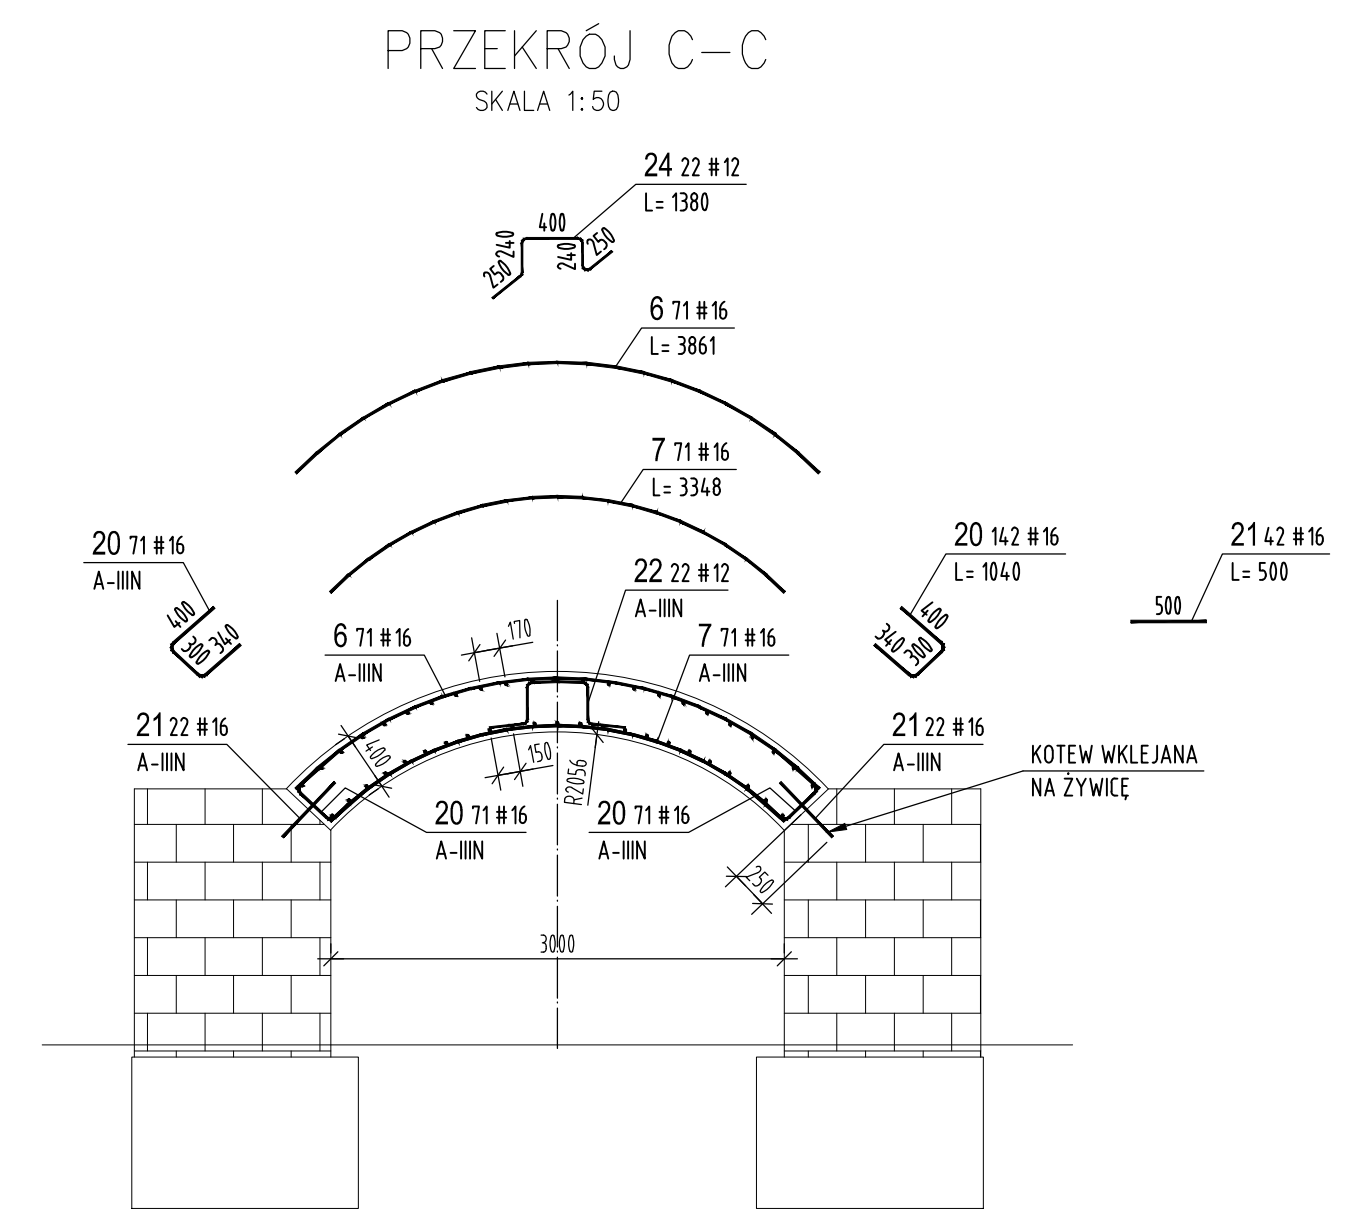 PRZEKRÓJ C-C
SKALA 1:50
24 22 #12
L= 1380
400
240
240
250
250
6 71 #16
L= 3861
7 71 #16
L= 3348
20 71 #16
A-IIIN
400
300
340
20 142 #16
L= 1040
400
340
300
21 42 #16
L= 500
500
22 22 #12
A-IIIN
6 71 #16
A-IIIN
170
7 71 #16
A-IIIN
21 22 #16
A-IIIN
400
150
R2056
21 22 #16
A-IIIN
KOTEW WKLEJANA
NA ŻYWICĘ
20 71 #16
A-IIIN
20 71 #16
A-IIIN
250
3000